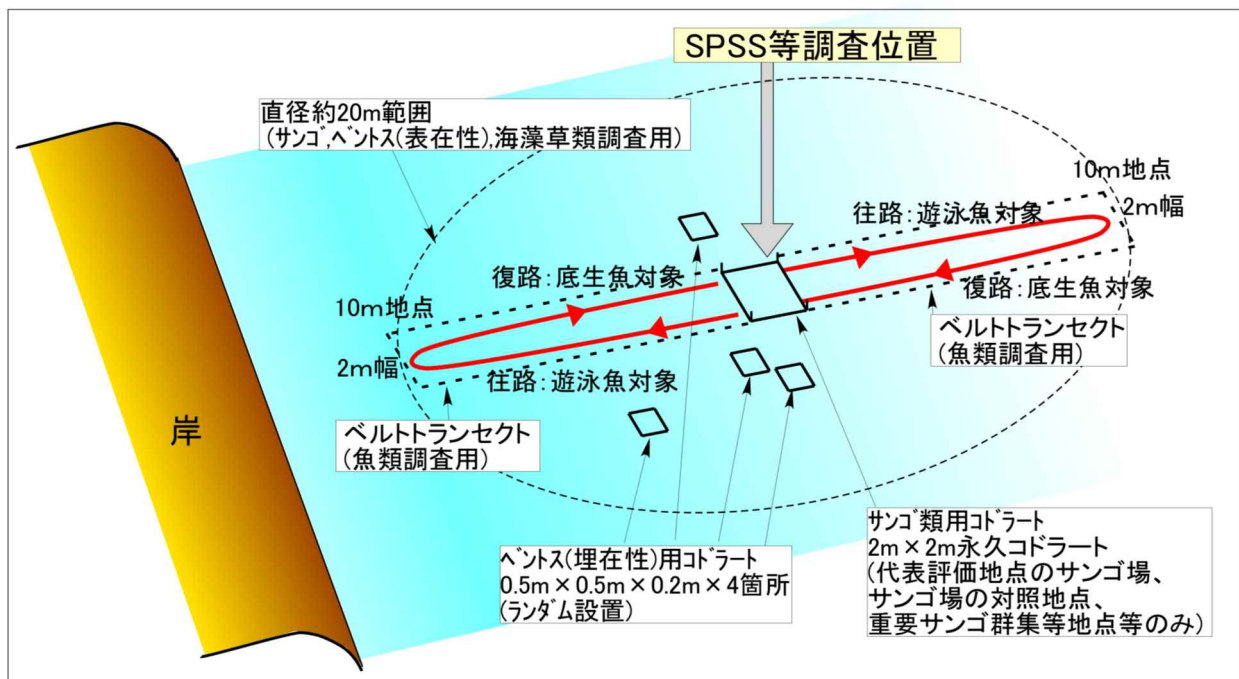 SPSS等調査位置
直径約20m範囲
(サンゴ,ベントス(表在性),海藻草類調査用)
10m地点
2m幅
往路:遊泳魚対象
復路:底生魚対象
復路:底生魚対象
10m地点
2m幅
往路:遊泳魚対象
ベルトトランセクト
(魚類調査用)
ベルトトランセクト
(魚類調査用)
岸
ベントス(埋在性)用コドラート
0.5m×0.5m×0.2m×4箇所
(ランダム設置)
サンゴ類用コドラート
2m×2m永久コドラート
(代表評価地点のサンゴ場、
サンゴ場の対照地点、
重要サンゴ群集等地点等のみ)